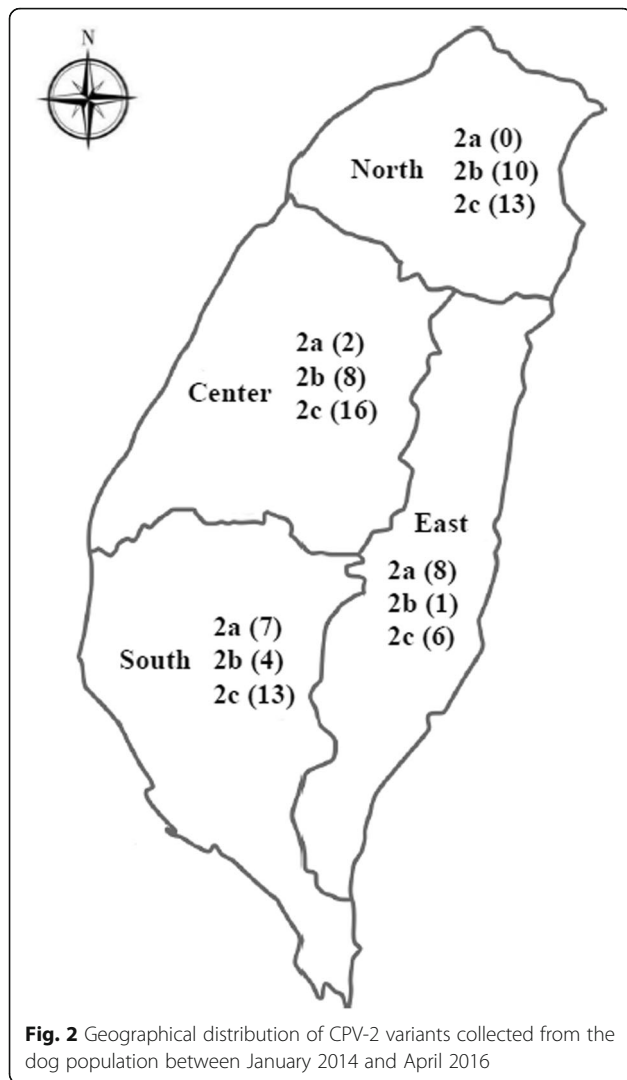 N
North
2a (0)
2b (10)
2c (13)
Center
2a (2)
2b (8)
2c (16)
East
2a (8)
2b (1)
2c (6)
South
2a (7)
2b (4)
2c (13)
Fig. 2 Geographical distribution of CPV-2 variants collected from the
dog population between January 2014 and April 2016